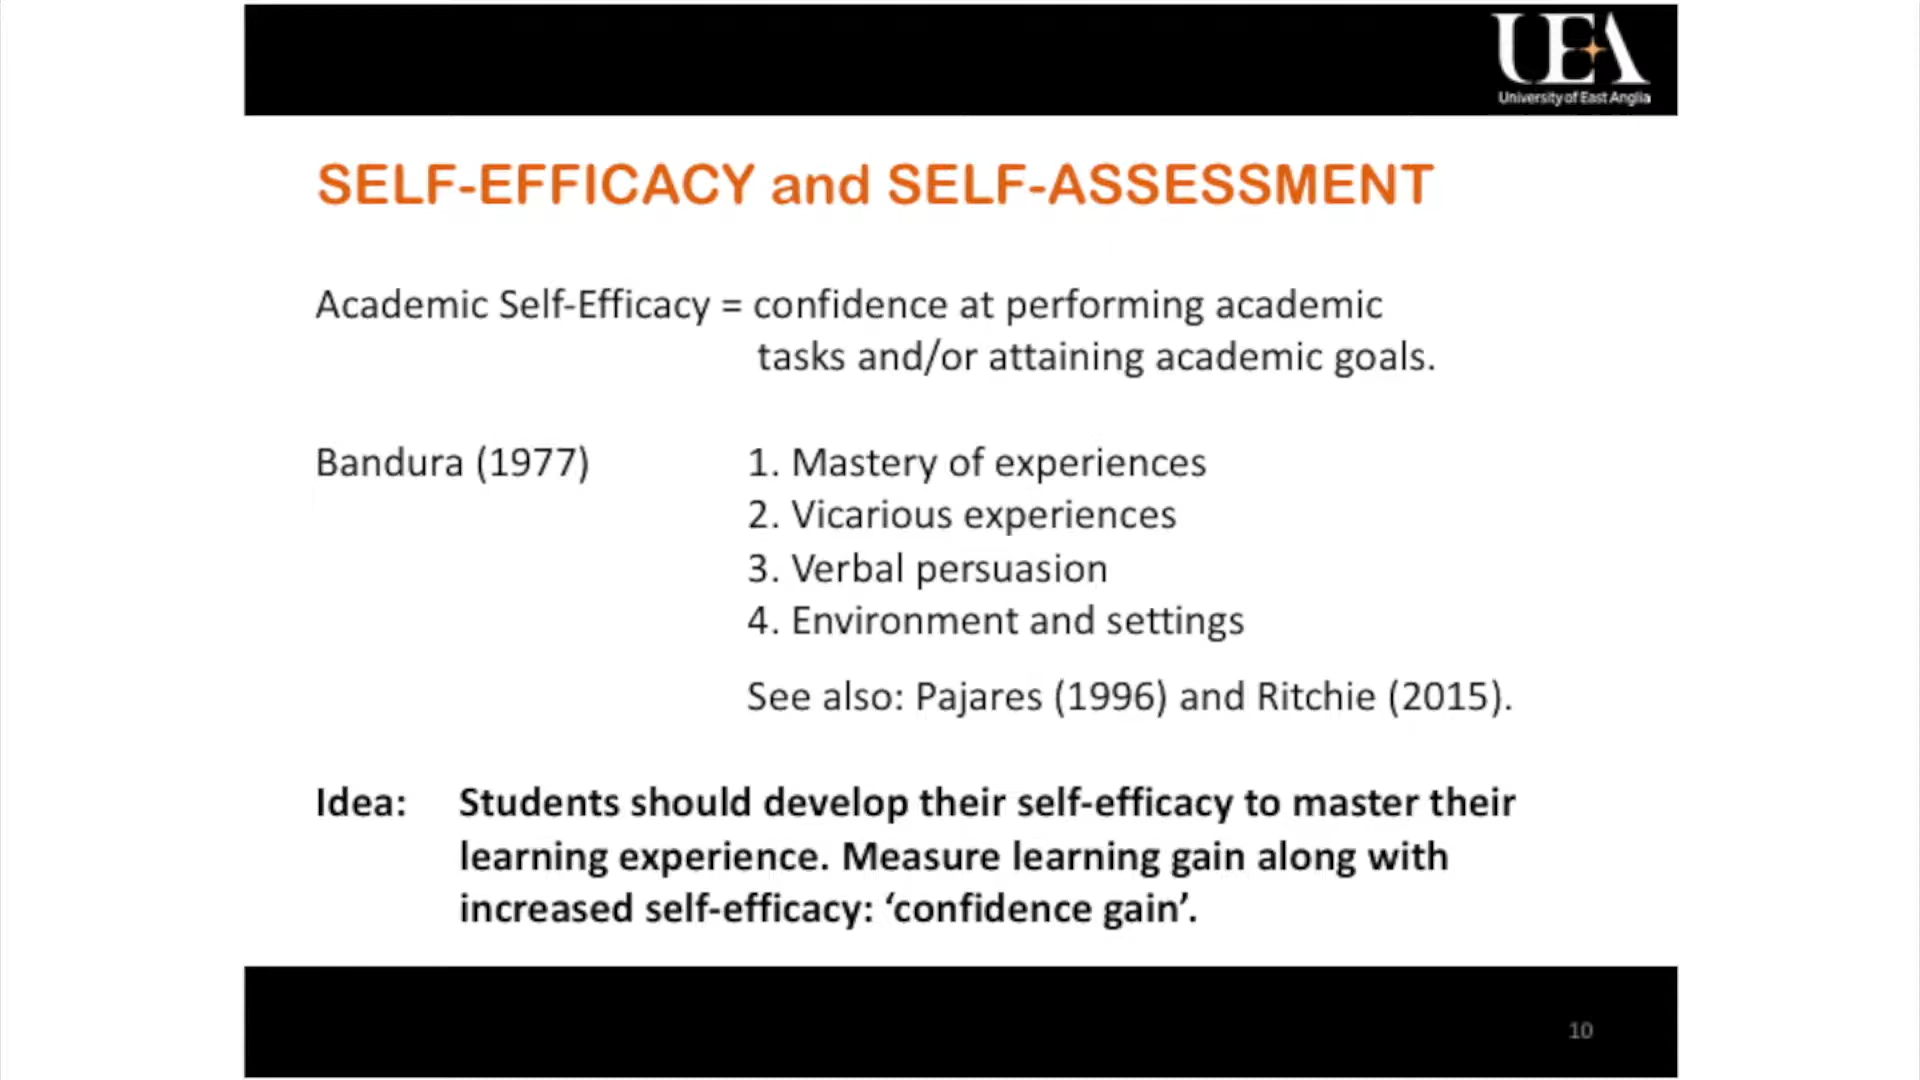 UEA
University of East Anglia
SELF-EFFICACY and SELF-ASSESSMENT
Academic Self-Efficacy = confidence at performing academic
tasks and/or attaining academic goals.
Bandura (1977) 1. Mastery of experiences
2. Vicarious experiences
3. Verbal persuasion
4. Environment and settings
See also: Pajares (1996) and Ritchie (2015).
Idea: Students should develop their self-efficacy to master their
learning experience. Measure learning gain along with
increased self-efficacy: ‘confidence gain’.
10